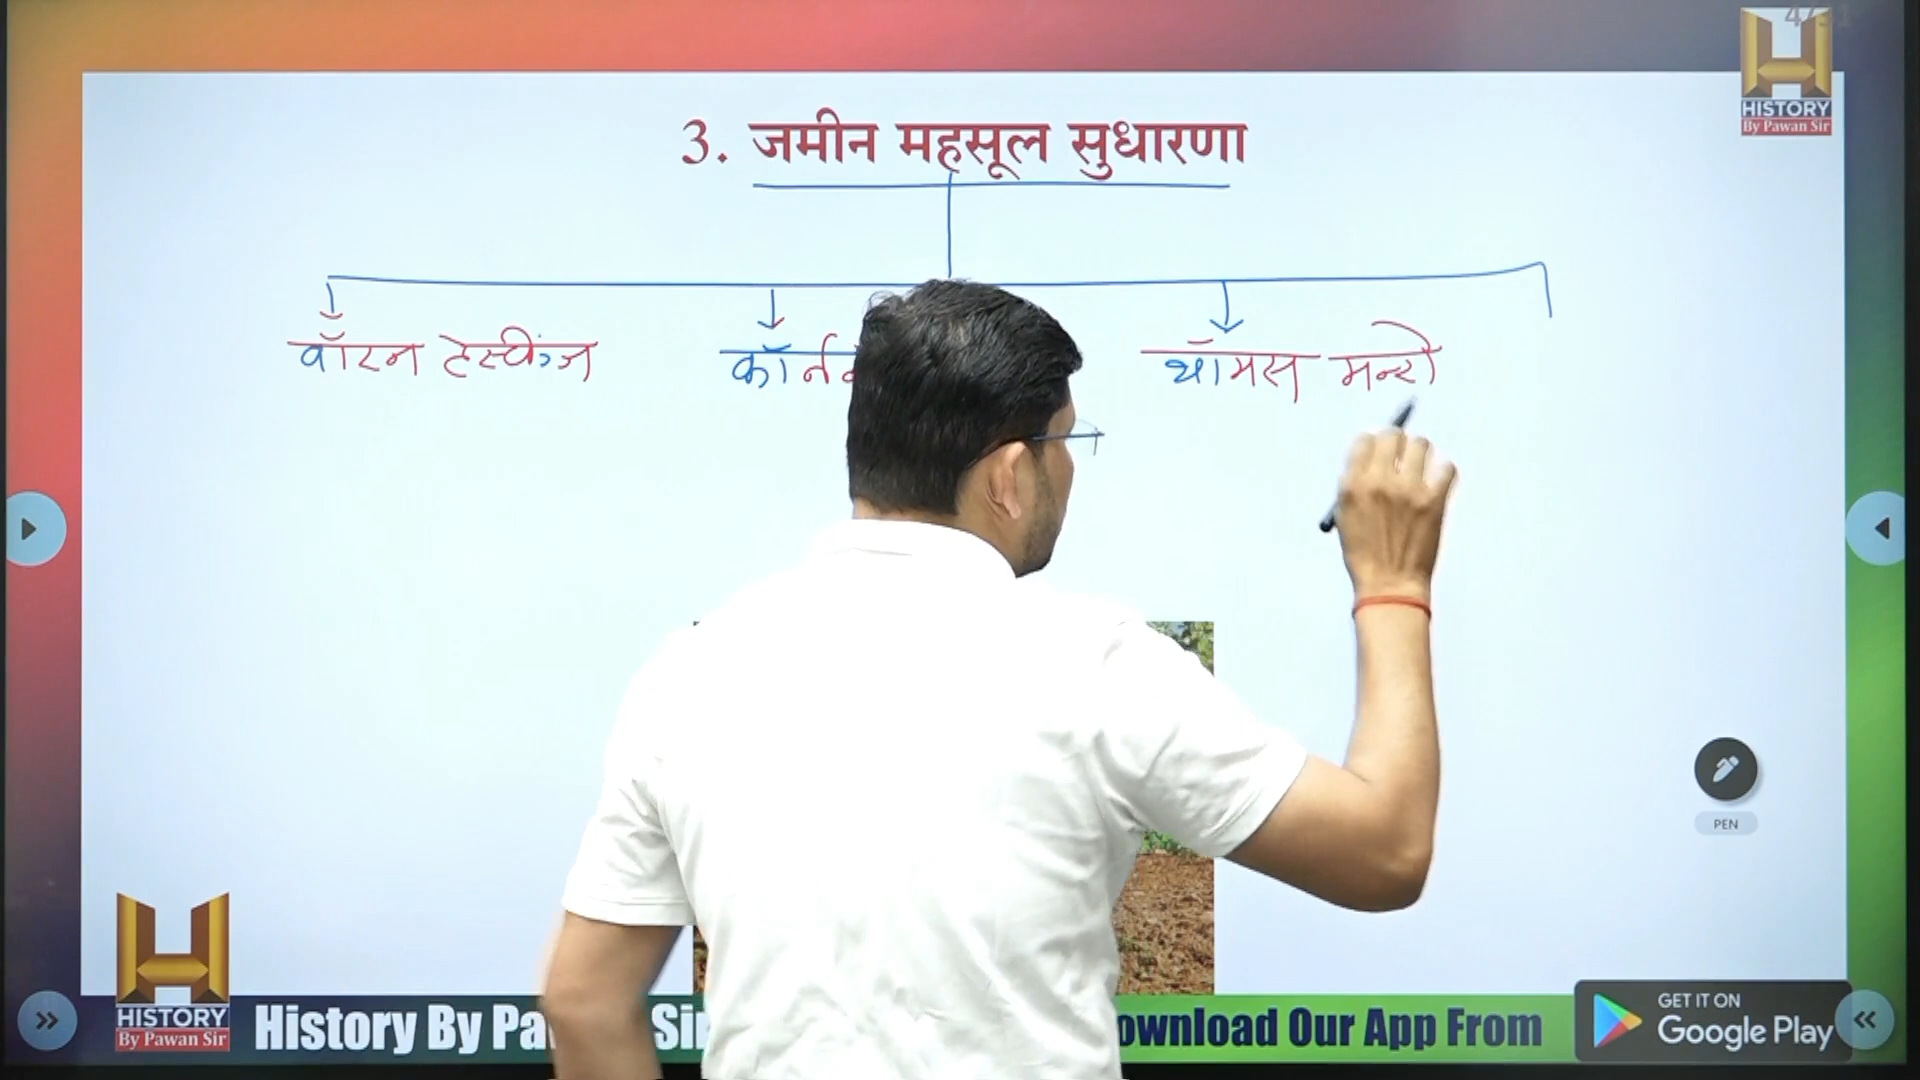 HISTORY
By Pawan Sir
3. जमीन महसूल सुधारणा
वॉरन हेस्टींग्ज
थॉमस मन्रो
PEN
HISTORY
By Pawan Sir
History By Pa Sir
ownload Our App From
GET IT ON
Google Play